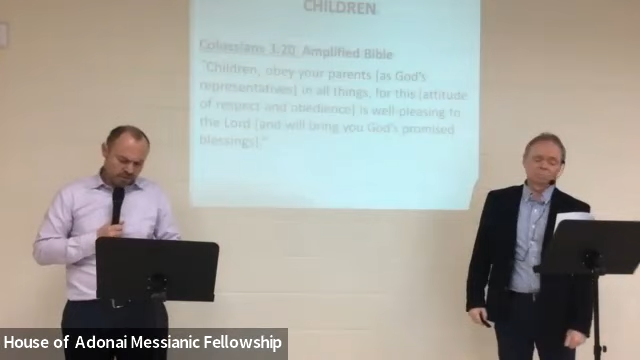 CHILDREN
Colossians 3:20 Amplified Bible
"Children, obey your parents [as God's
representatives] in all things, for this [attitude
of respect and obedience] is well-pleasing to
the Lord [and will bring you God's promised
blessings]."
House of Adonai Messianic Fellowship